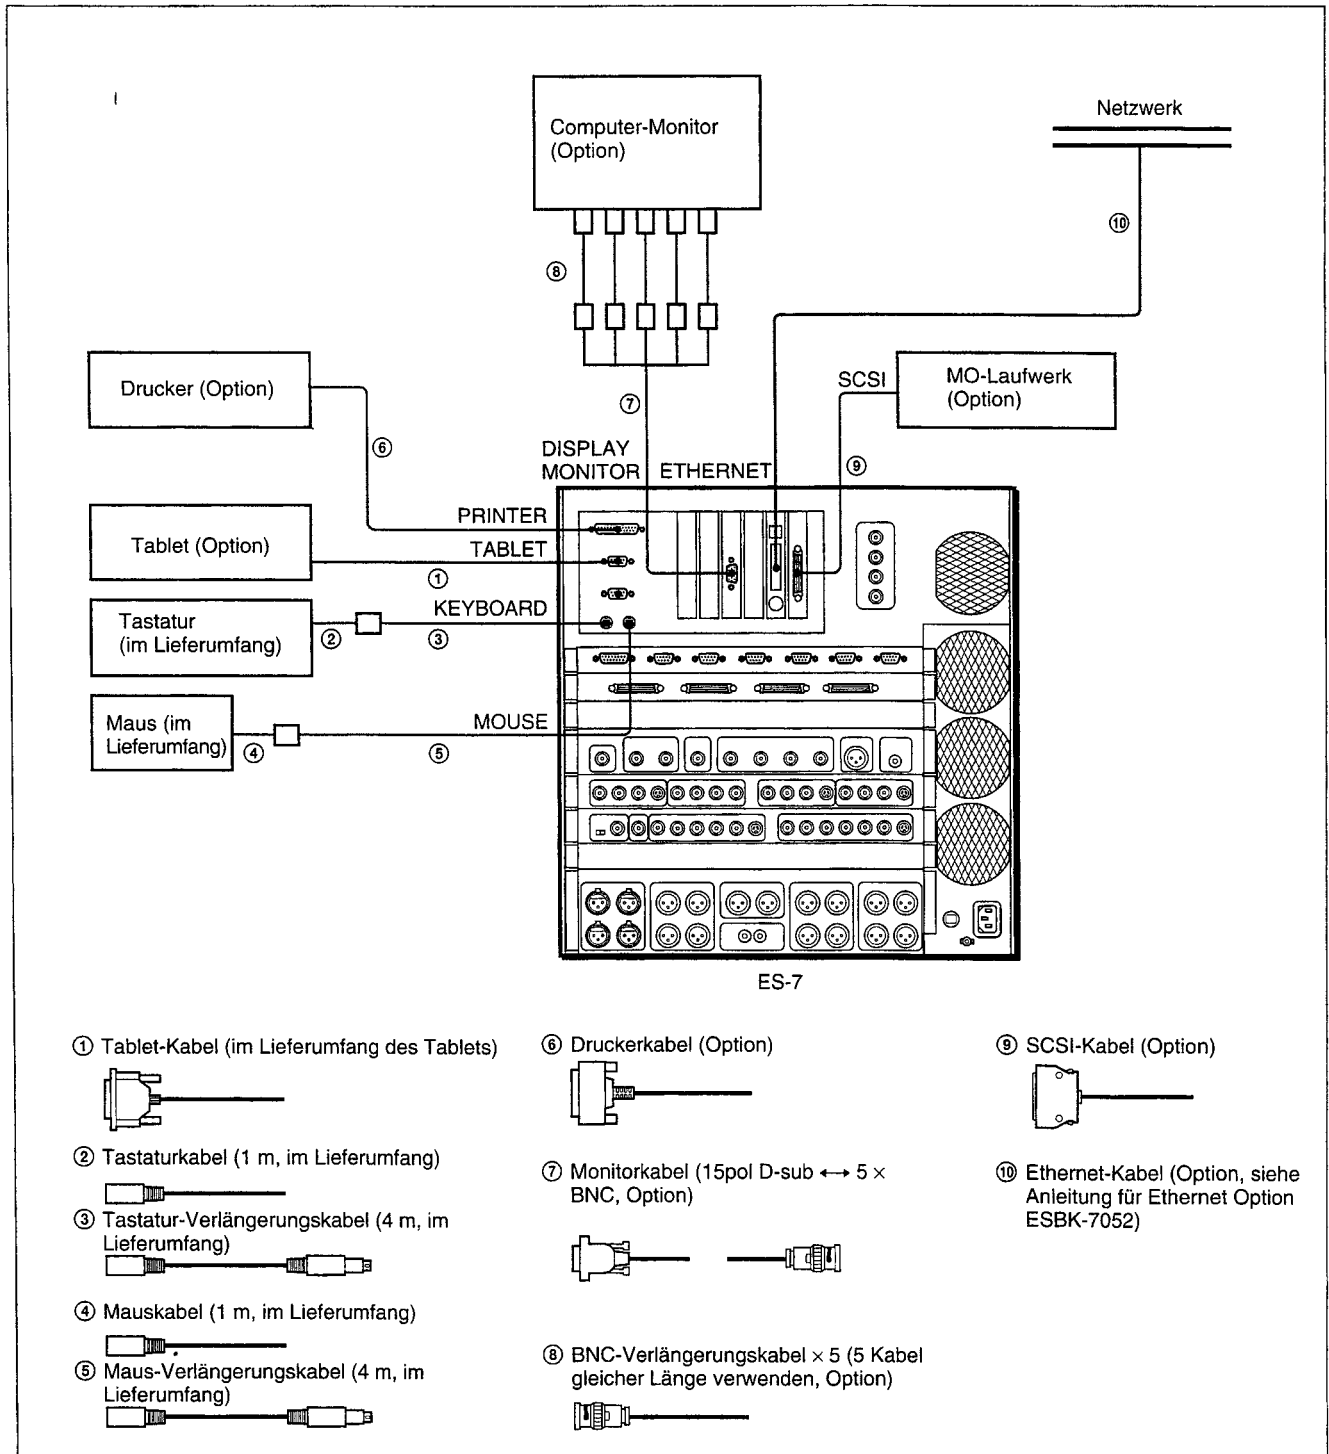 Computer-Monitor
(Option)
Netzwerk
⑩
⑧
Drucker (Option)
⑦
SCSI
MO-Laufwerk
(Option)
⑥
DISPLAY
MONITOR
ETHERNET
⑨
PRINTER
Tablet (Option)
TABLET
①
KEYBOARD
Tastatur
(im Lieferumfang)
②
③
Maus (im
Lieferumfang)
MOUSE
④
⑤
ES-7
① Tablet-Kabel (im Lieferumfang des Tablets)
② Tastaturkabel (1 m, im Lieferumfang)
③ Tastatur-Verlängerungskabel (4 m, im
Lieferumfang)
④ Mauskabel (1 m, im Lieferumfang)
⑤ Maus-Verlängerungskabel (4 m, im
Lieferumfang)
⑥ Druckerkabel (Option)
⑦ Monitorkabel (15pol D-sub ↔ 5 ×
BNC, Option)
⑧ BNC-Verlängerungskabel × 5 (5 Kabel
gleicher Länge verwenden, Option)
⑨ SCSI-Kabel (Option)
⑩ Ethernet-Kabel (Option, siehe
Anleitung für Ethernet Option
ESBK-7052)